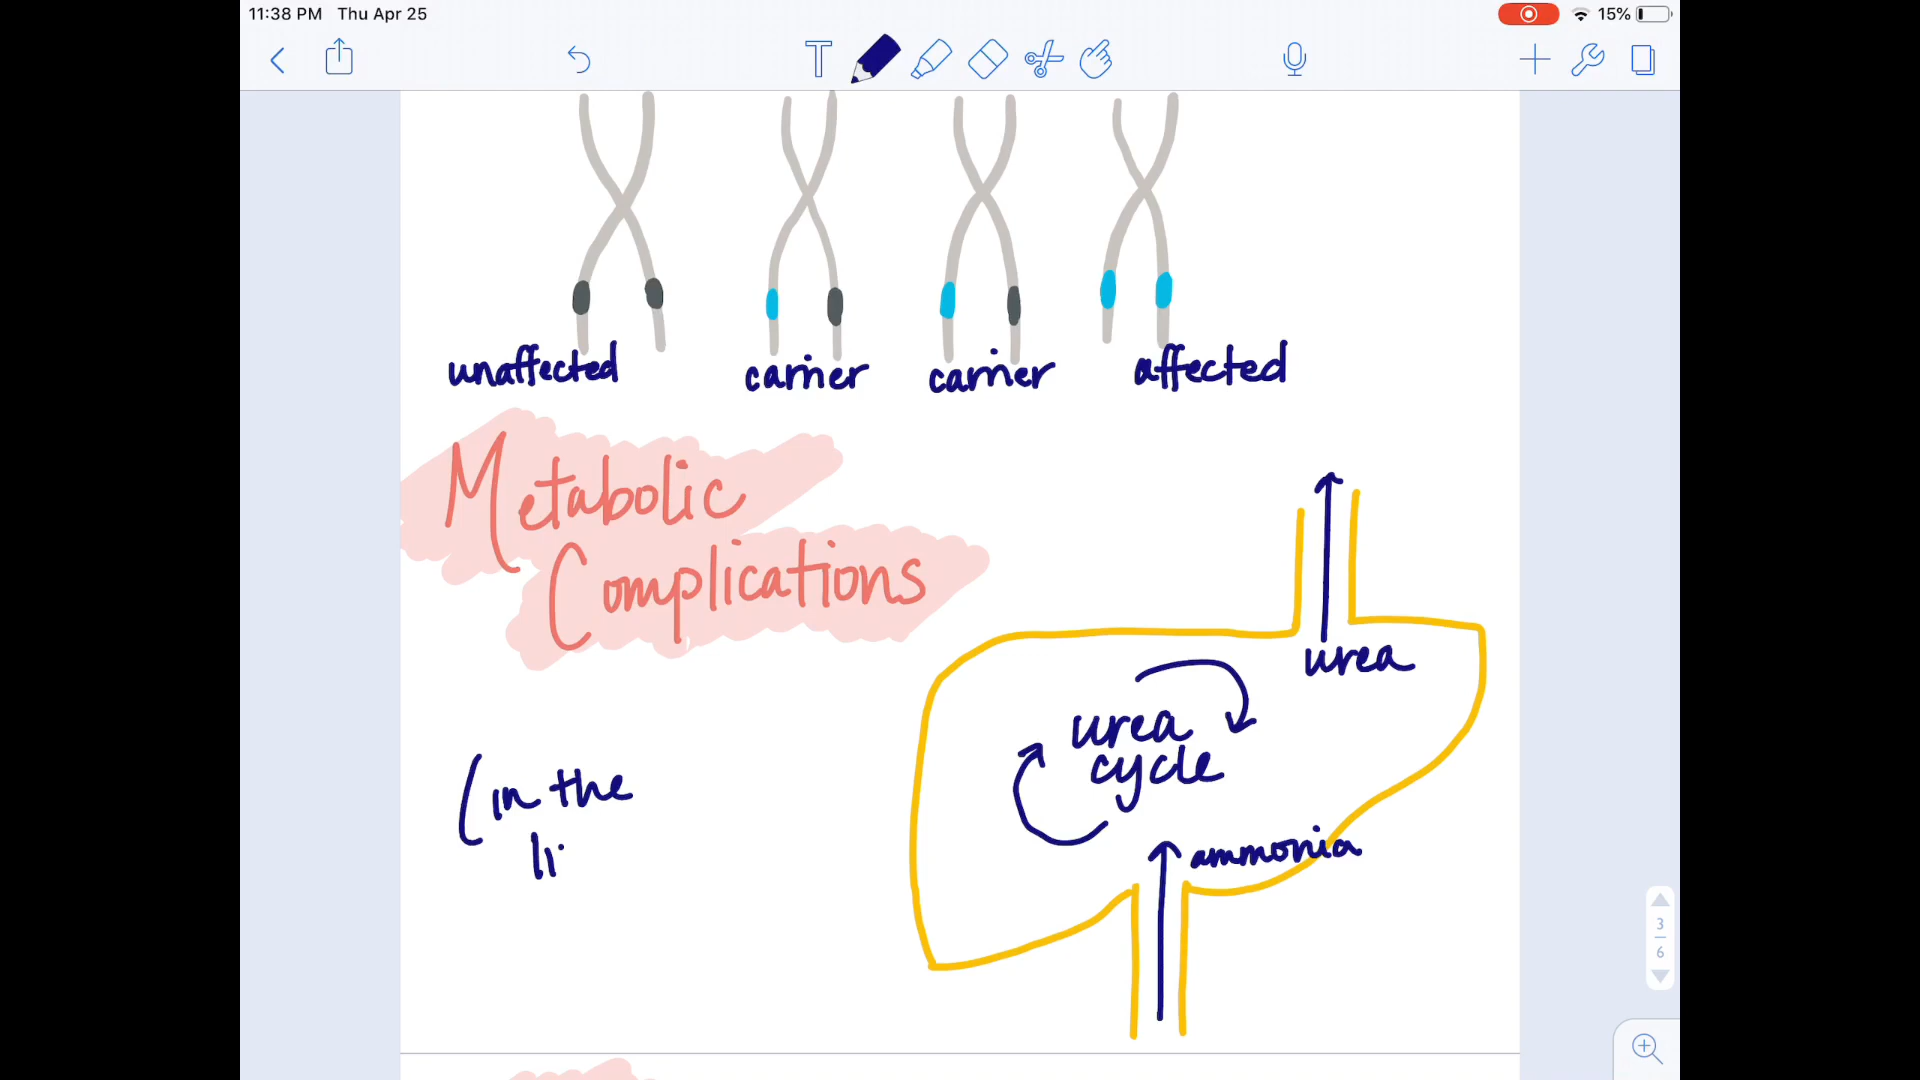 11:38 PM Thu Apr 25
15%
T
unaffected carrier carrier affected
Metabolic
Complications
urea
urea
cycle
(in the
li
ammonia
3
6